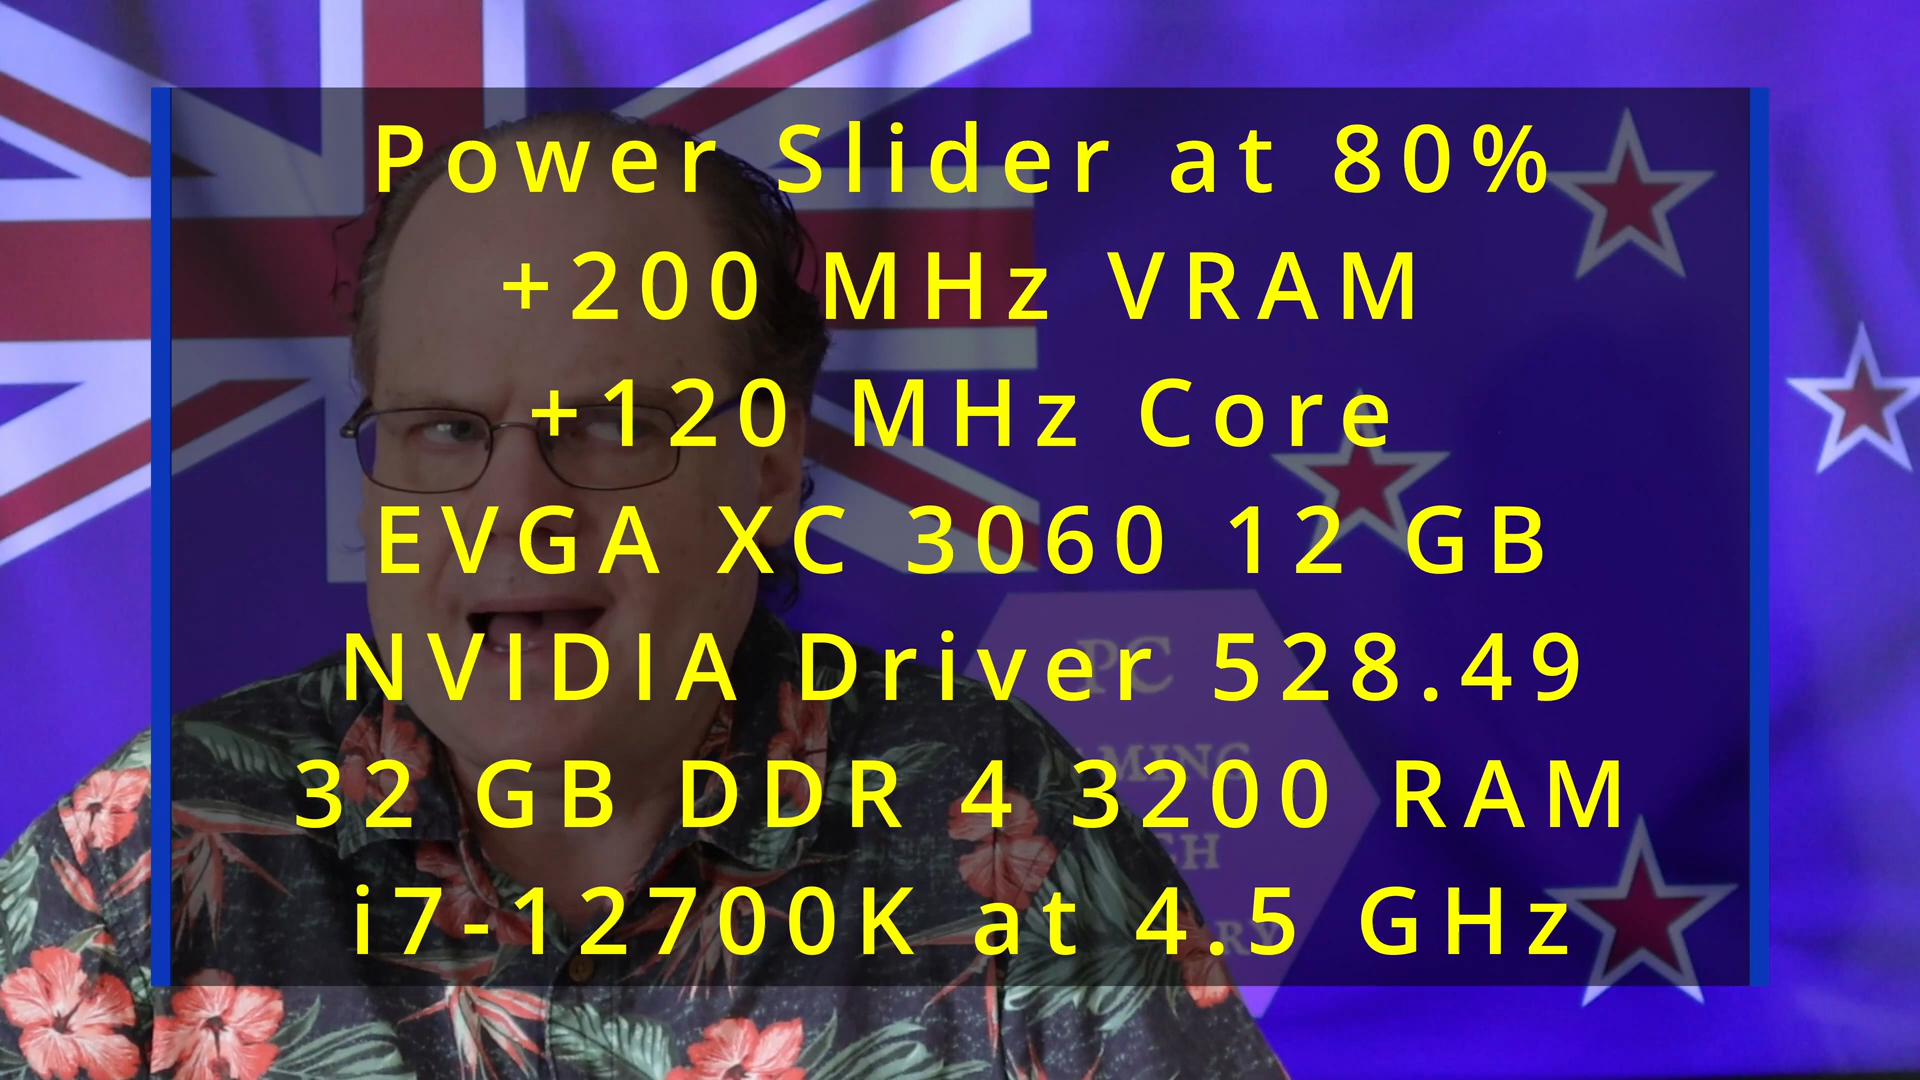 Power Slider at 80%
+200 MHz VRAM
+120 MHz Core
EVGA XC 3060 12 GB
NVIDIA Driver 528.49
32 GB DDR 4 3200 RAM
i7-12700K at 4.5 GHz
PC